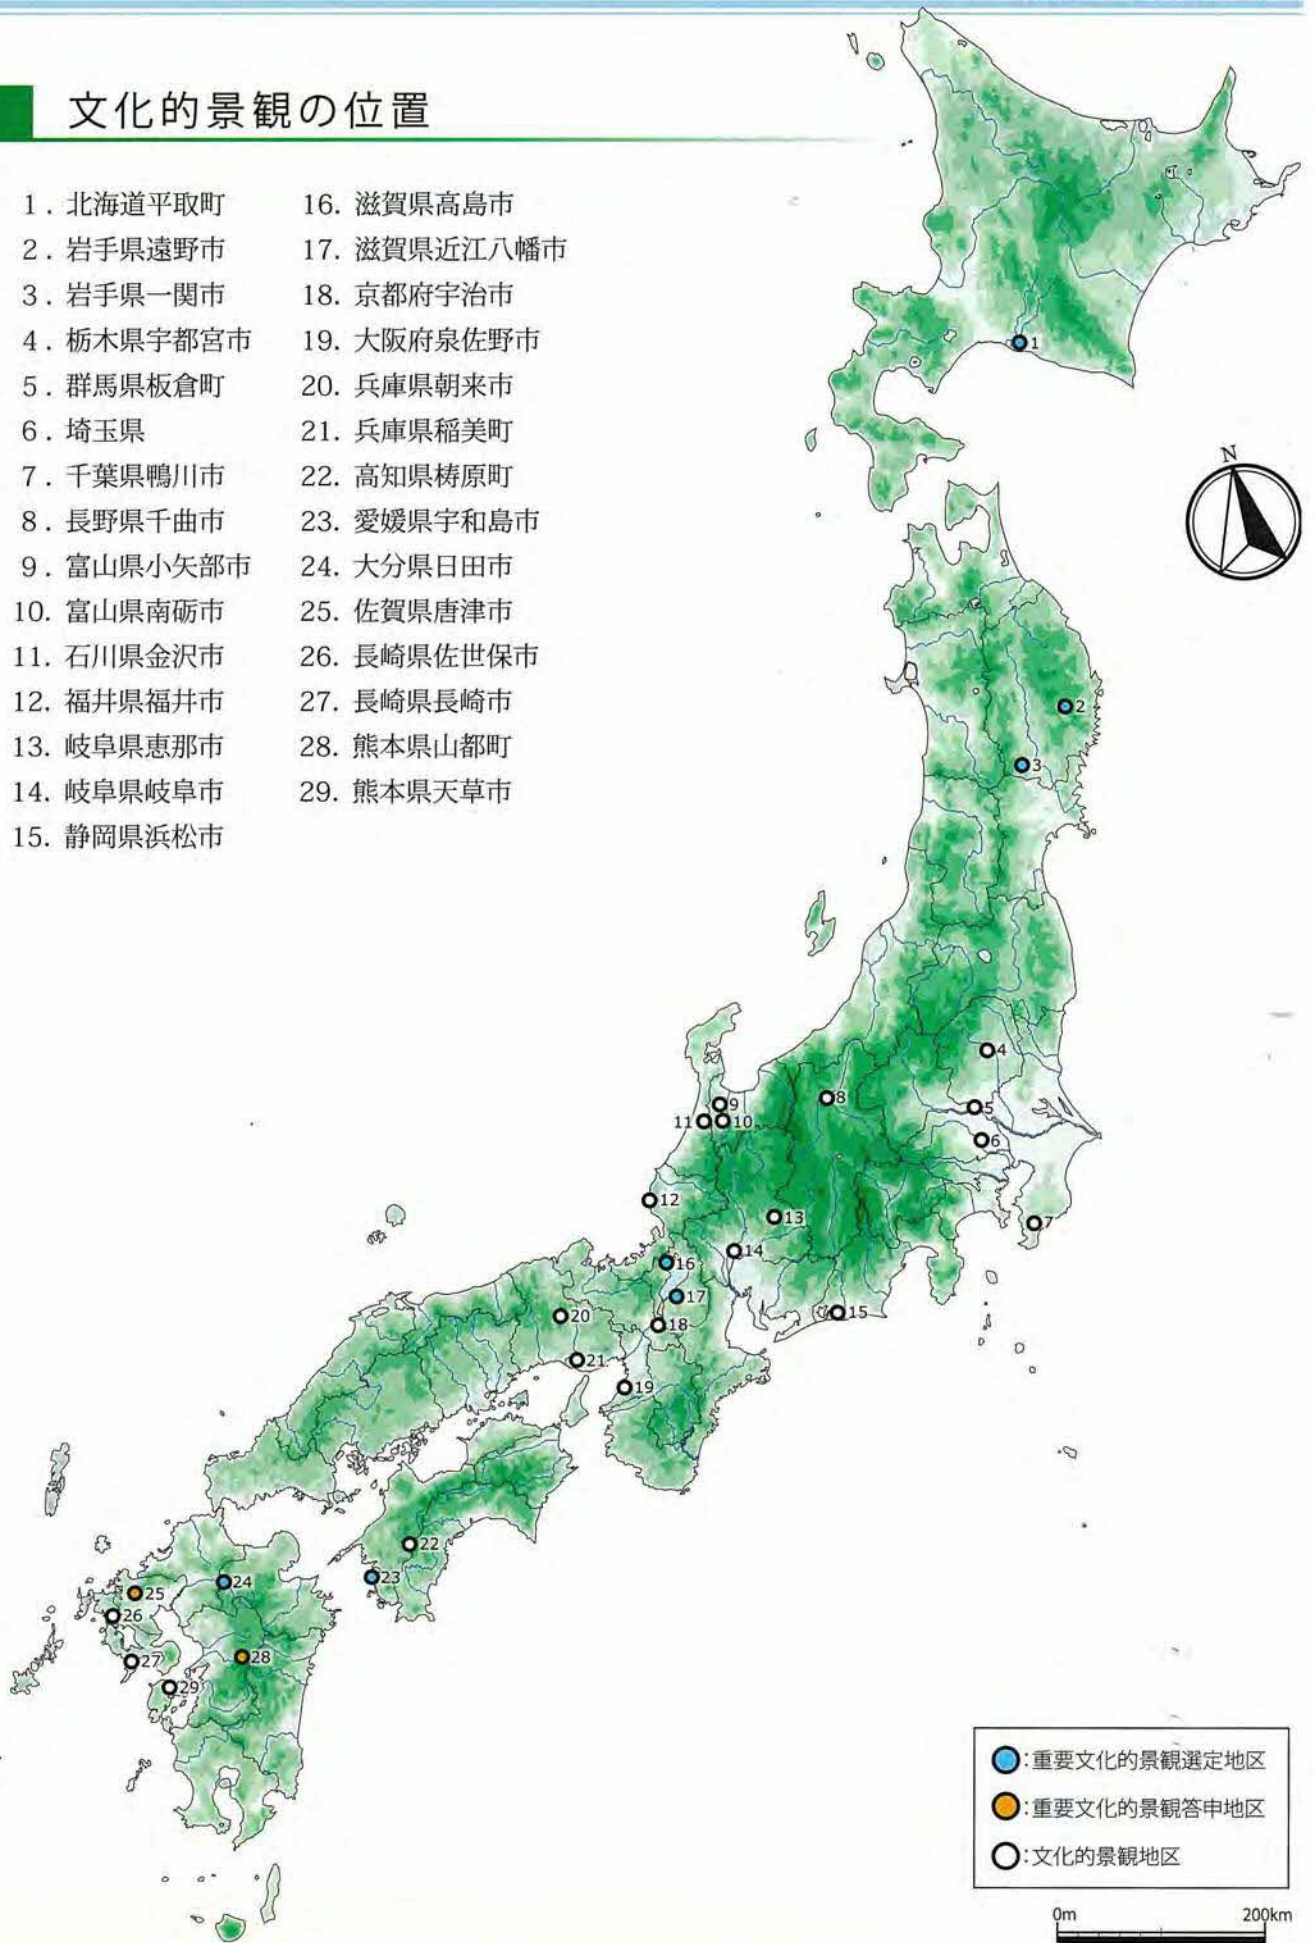 文化的景観の位置
1. 北海道平取町
2. 岩手県遠野市
3. 岩手県一関市
4. 栃木県宇都宮市
5. 群馬県板倉町
6. 埼玉県
7. 千葉県鴨川市
8. 長野県千曲市
9. 富山県小矢部市
10. 富山県南砺市
11. 石川県金沢市
12. 福井県福井市
13. 岐阜県恵那市
14. 岐阜県岐阜市
15. 静岡県浜松市
16. 滋賀県高島市
17. 滋賀県近江八幡市
18. 京都府宇治市
19. 大阪府泉佐野市
20. 兵庫県朝来市
21. 兵庫県稲美町
22. 高知県梼原町
23. 愛媛県宇和島市
24. 大分県日田市
25. 佐賀県唐津市
26. 長崎県佐世保市
27. 長崎県長崎市
28. 熊本県山都町
29. 熊本県天草市
1
N
2
3
4
8
9
5
11
10
6
12
13
7
14
16
17
15
20
18
21
19
22
23
24
25
26
28
27
29
:重要文化的景観選定地区
:重要文化的景観答申地区
:文化的景観地区
0m 200km